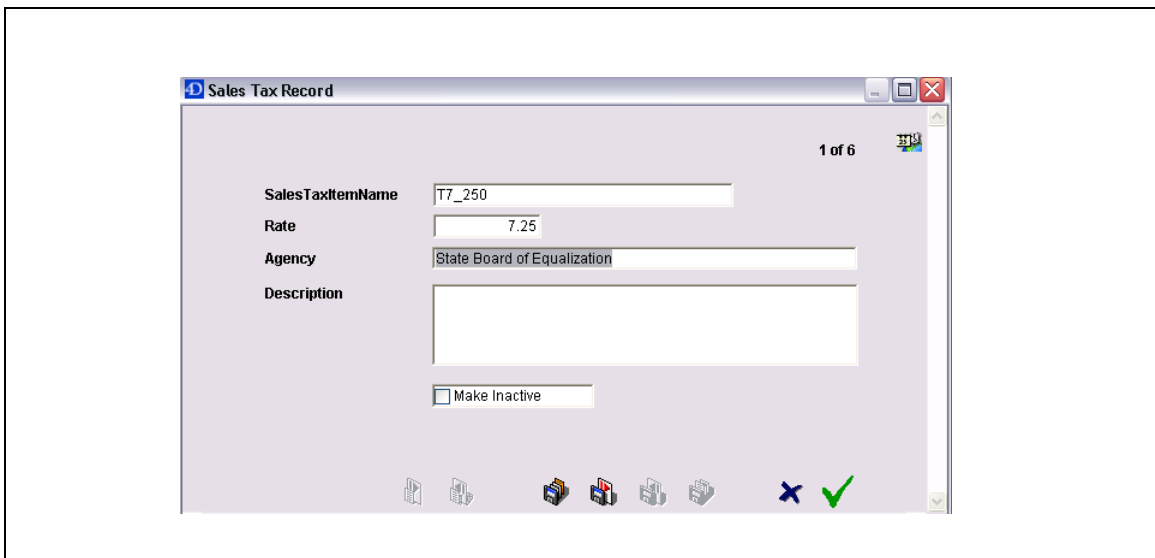 4D Sales Tax Record
1 of 6
SalesTaxItemName T7_250
Rate 7.25
Agency State Board of Equalization
Description
Make Inactive